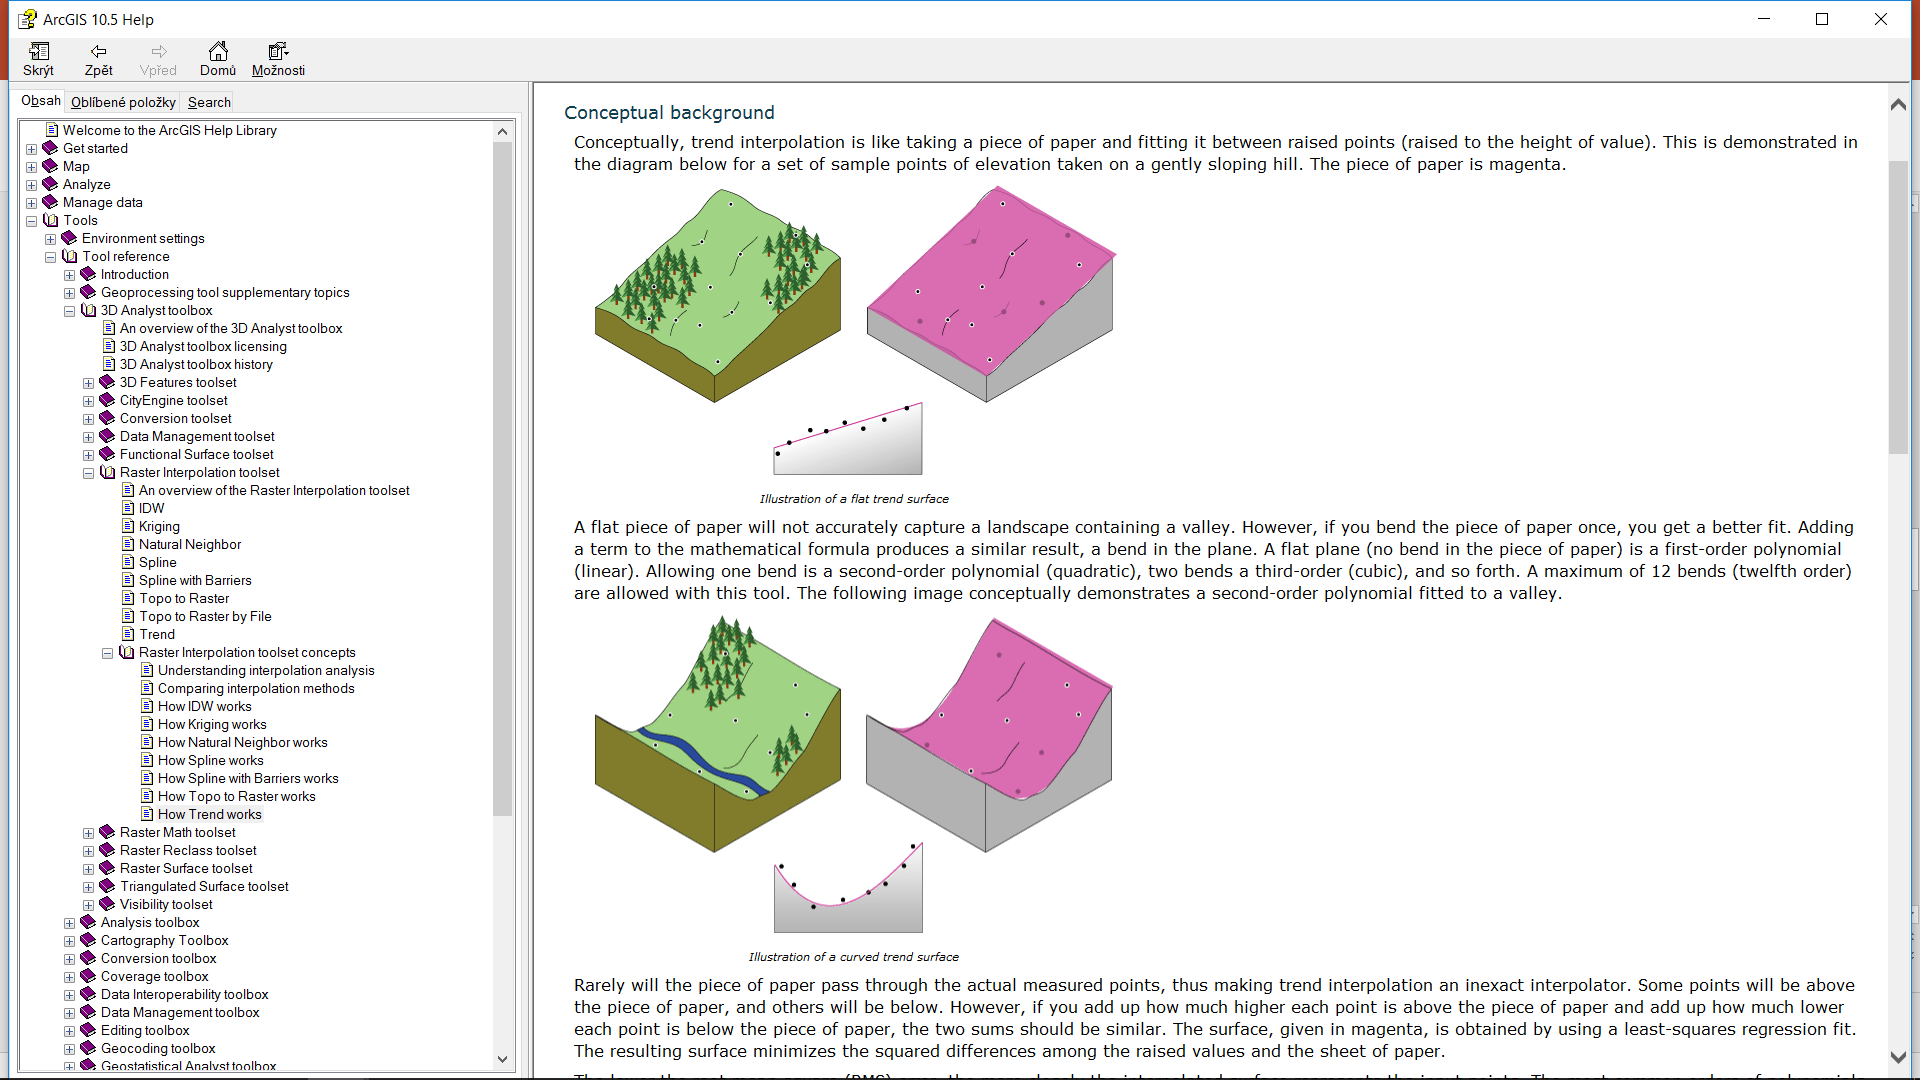 ArcGIS 10.5 Help
Skrýt Zpět Vpřed Domů Možnosti
Obsah Oblíbené položky Search
Welcome to the ArcGIS Help Library
Get started
Map
Analyze
Manage data
Tools
Environment settings
Tool reference
Introduction
Geoprocessing tool supplementary topics
3D Analyst toolbox
An overview of the 3D Analyst toolbox
3D Analyst toolbox licensing
3D Analyst toolbox history
3D Features toolset
CityEngine toolset
Conversion toolset
Data Management toolset
Functional Surface toolset
Raster Interpolation toolset
An overview of the Raster Interpolation toolset
IDW
Kriging
Natural Neighbor
Spline
Spline with Barriers
Topo to Raster
Topo to Raster by File
Trend
Raster Interpolation toolset concepts
Understanding interpolation analysis
Comparing interpolation methods
How IDW works
How Kriging works
How Natural Neighbor works
How Spline works
How Spline with Barriers works
How Topo to Raster works
How Trend works
Raster Math toolset
Raster Reclass toolset
Raster Surface toolset
Triangulated Surface toolset
Visibility toolset
Analysis toolbox
Cartography Toolbox
Conversion toolbox
Coverage toolbox
Data Interoperability toolbox
Data Management toolbox
Editing toolbox
Geocoding toolbox
Geostatistical Analyst toolbox
Conceptual background
Conceptually, trend interpolation is like taking a piece of paper and fitting it between raised points (raised to the height of value). This is demonstrated in
the diagram below for a set of sample points of elevation taken on a gently sloping hill. The piece of paper is magenta.
Illustration of a flat trend surface
A flat piece of paper will not accurately capture a landscape containing a valley. However, if you bend the piece of paper once, you get a better fit. Adding
a term to the mathematical formula produces a similar result, a bend in the plane. A flat plane (no bend in the piece of paper) is a first-order polynomial
(linear). Allowing one bend is a second-order polynomial (quadratic), two bends a third-order (cubic), and so forth. A maximum of 12 bends (twelfth order)
are allowed with this tool. The following image conceptually demonstrates a second-order polynomial fitted to a valley.
Illustration of a curved trend surface
Rarely will the piece of paper pass through the actual measured points, thus making trend interpolation an inexact interpolator. Some points will be above
the piece of paper, and others will be below. However, if you add up how much higher each point is above the piece of paper and add up how much lower
each point is below the piece of paper, the two sums should be similar. The surface, given in magenta, is obtained by using a least-squares regression fit.
The resulting surface minimizes the squared differences among the raised values and the sheet of paper.